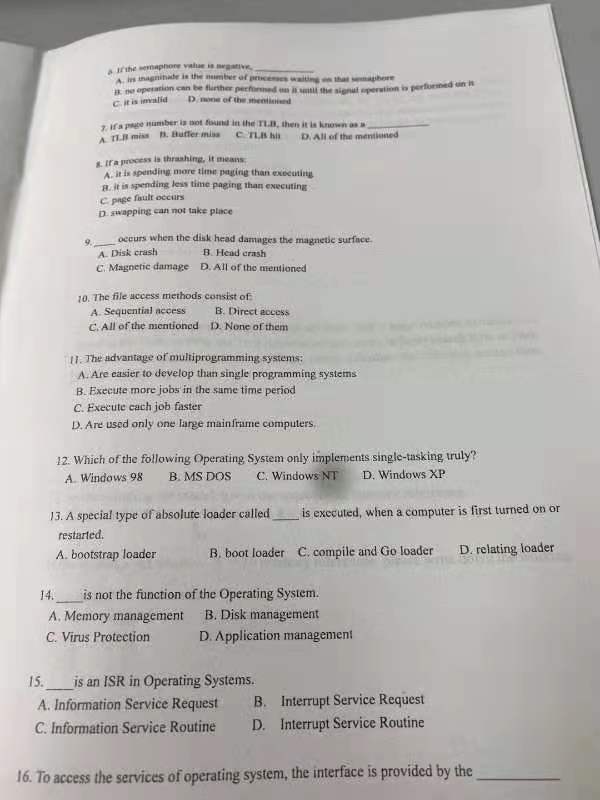 6. If the semaphore value is negative, ____________
A. its magnitude is the number of processes waiting on that semaphore
B. no operation can be further performed on it until the signal operation is performed on it
C. it is invalid D. none of the mentioned
7. If a page number is not found in the TLB, then it is known as a ____________
A. TLB miss B. Buffer miss C. TLB hit D. All of the mentioned
8. If a process is thrashing, it means:
A. it is spending more time paging than executing
B. it is spending less time paging than executing
C. page fault occurs
D. swapping can not take place
9. ____ occurs when the disk head damages the magnetic surface.
A. Disk crash B. Head crash
C. Magnetic damage D. All of the mentioned
10. The file access methods consist of:
A. Sequential access B. Direct access
C. All of the mentioned D. None of them
11. The advantage of multiprogramming systems:
A. Are easier to develop than single programming systems
B. Execute more jobs in the same time period
C. Execute each job faster
D. Are used only one large mainframe computers.
12. Which of the following Operating System only implements single-tasking truly?
A. Windows 98 B. MS DOS C. Windows NT D. Windows XP
13. A special type of absolute loader called ____ is executed, when a computer is first turned on or
restarted.
A. bootstrap loader B. boot loader C. compile and Go loader D. relating loader
14. ____is not the function of the Operating System.
A. Memory management B. Disk management
C. Virus Protection D. Application management
15. ____is an ISR in Operating Systems.
A. Information Service Request B. Interrupt Service Request
C. Information Service Routine D. Interrupt Service Routine
16. To access the services of operating system, the interface is provided by the ____________